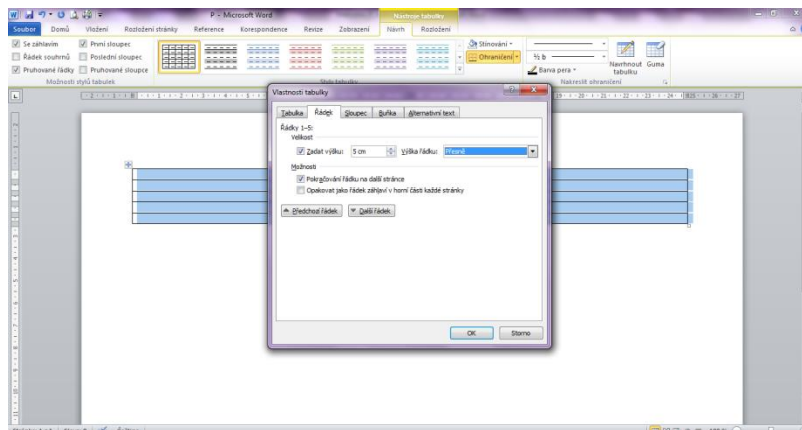 P - Microsoft Word
Nástroje tabulky
Soubor Domů Vložení Rozložení stránky Reference Korespondence Revize Zobrazení Návrh Rozložení
Se záhlavím
První sloupec
Řádek souhrnů
Poslední sloupec
Pruhované řádky
Pruhované sloupce
Možnosti stylů tabulek
Styly tabulky
Stínování
Ohraničení
½ b
Barva pera
Navrhnout tabulku
Guma
Nakreslit ohraničení
Vlastnosti tabulky
Tabulka Řádek Sloupec Buňka Alternativní text
Řádky 1–5:
Velikost
Zadat výšku: 5 cm Výška řádku: Přesně
Možnosti
Pokračování řádku na další stránce
Opakovat jako řádek záhlaví v horní části každé stránky
Předchozí řádek Další řádek
OK Storno